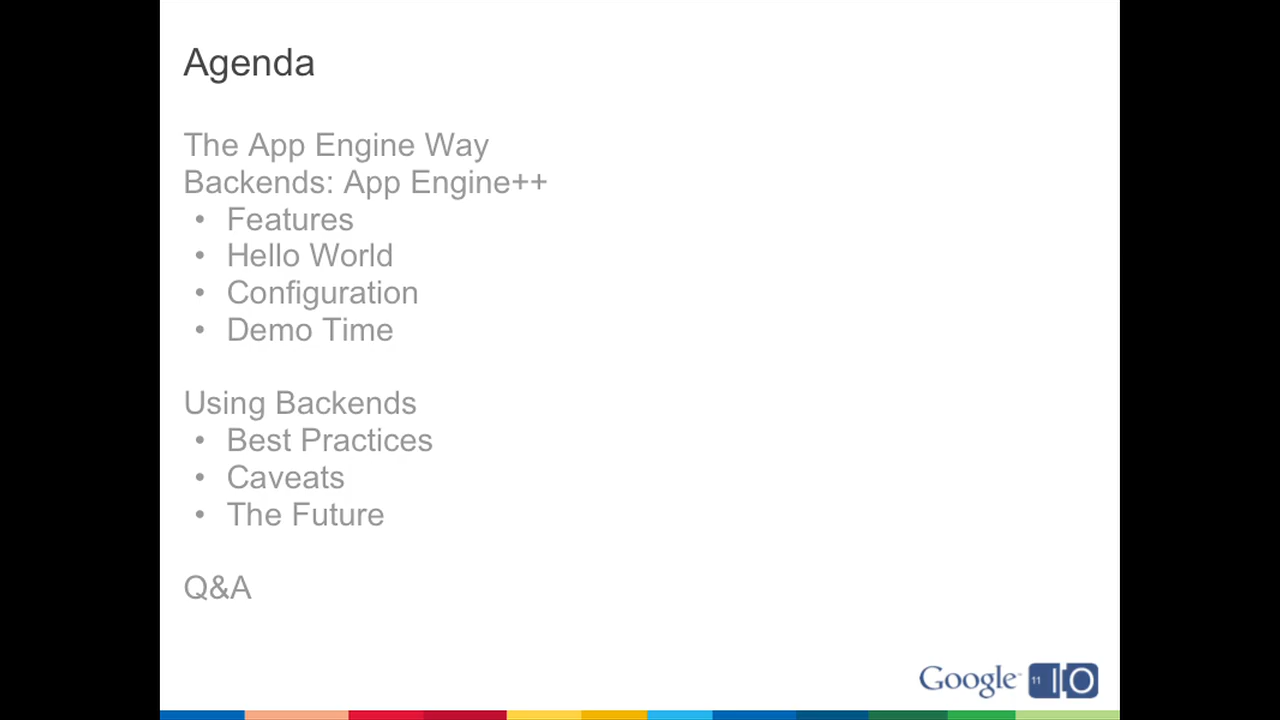 Agenda
The App Engine Way
Backends: App Engine++
• Features
• Hello World
• Configuration
• Demo Time
Using Backends
• Best Practices
• Caveats
• The Future
Q&A
Google 11 IO